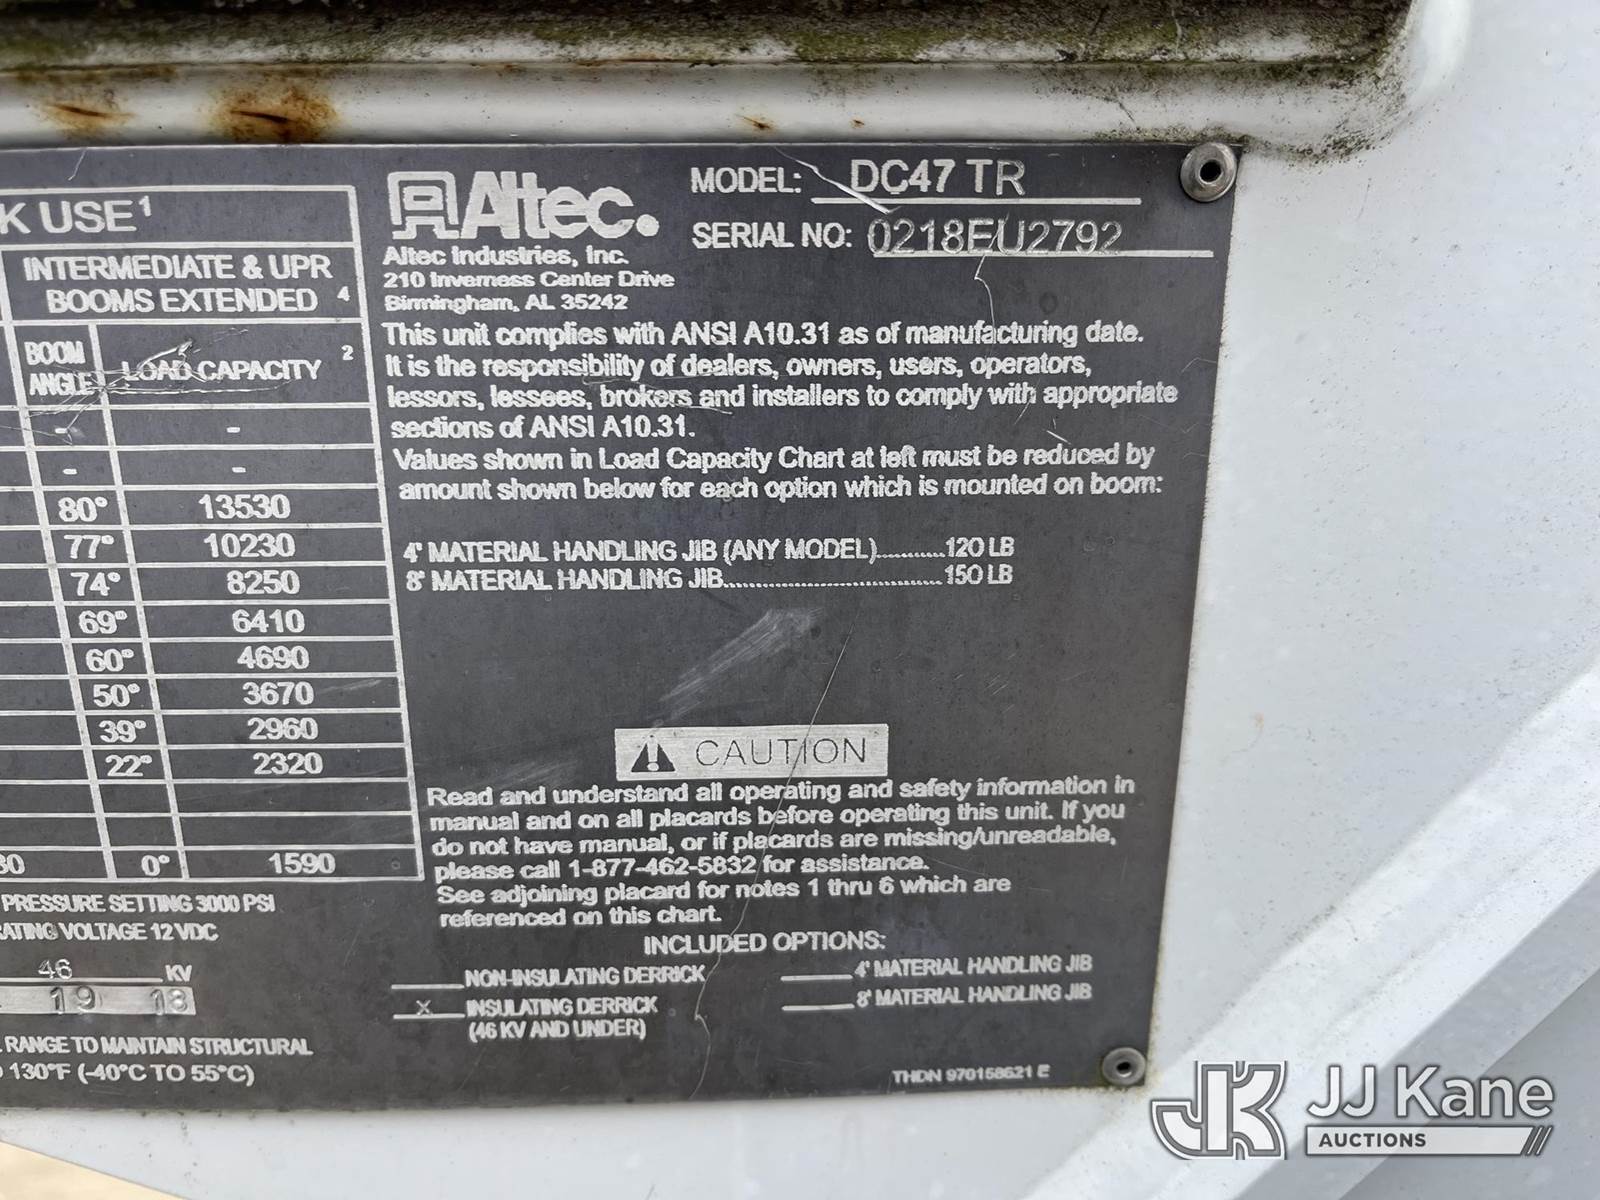 K USE1
INTERMEDIATE & UPR
BOOMS EXTENDED 4
BOOM
ANGLE
LOAD CAPACITY 2
- -
- -
80° 13530
77° 10230
74° 8250
69° 6410
60° 4690
50° 3670
39° 2960
22° 2320
0° 1590
PRESSURE SETTING 3000 PSI
VOLTAGE 12 VDC
46 KV
19 18
RANGE TO MAINTAIN STRUCTURAL
130°F (-40°C TO 55°C)
Altec.
Altec Industries, Inc.
210 Inverness Center Drive
Birmingham, AL 35242
MODEL: DC47 TR
SERIAL NO: 0218EU2792
This unit complies with ANSI A10.31 as of manufacturing date.
It is the responsibility of dealers, owners, users, operators,
lessors, lessees, brokers and installers to comply with appropriate
sections of ANSI A10.31.
Values shown in Load Capacity Chart at left must be reduced by
amount shown below for each option which is mounted on boom:
4' MATERIAL HANDLING JIB (ANY MODEL)...........120 LB
8' MATERIAL HANDLING JIB..................................150 LB
CAUTION
Read and understand all operating and safety information in
manual and on all placards before operating this unit. If you
do not have manual, or if placards are missing/unreadable,
please call 1-877-462-5832 for assistance.
See adjoining placard for notes 1 thru 6 which are
referenced on this chart.
INCLUDED OPTIONS:
NON-INSULATING DERRICK
X INSULATING DERRICK
(46 KV AND UNDER)
4' MATERIAL HANDLING JIB
8' MATERIAL HANDLING JIB
THDN 970158621 E
JK JJ Kane
AUCTIONS